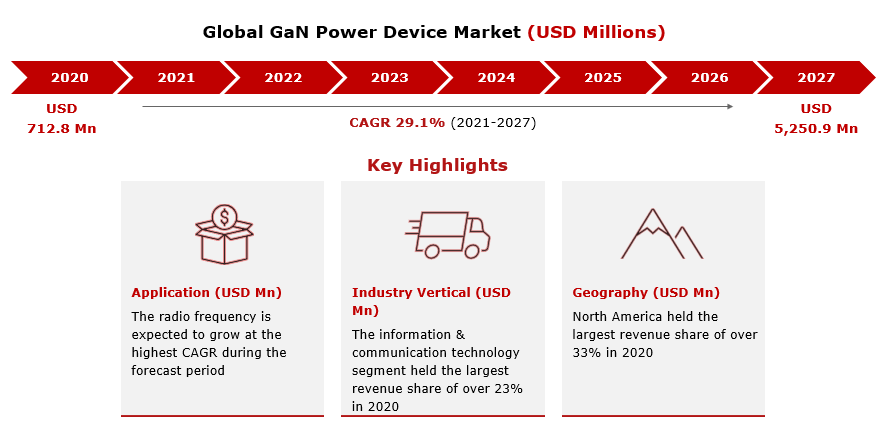 Global GaN Power Device Market (USD Millions)
2020 2021 2022 2023 2024 2025 2026 2027
USD
712.8 Mn
CAGR 29.1% (2021-2027)
USD
5,250.9 Mn
Key Highlights
$
Application (USD Mn)
The radio frequency is
expected to grow at the
highest CAGR during the
forecast period
Industry Vertical (USD
Mn)
The information &
communication technology
segment held the largest
revenue share of over 23%
in 2020
Geography (USD Mn)
North America held the
largest revenue share of over
33% in 2020